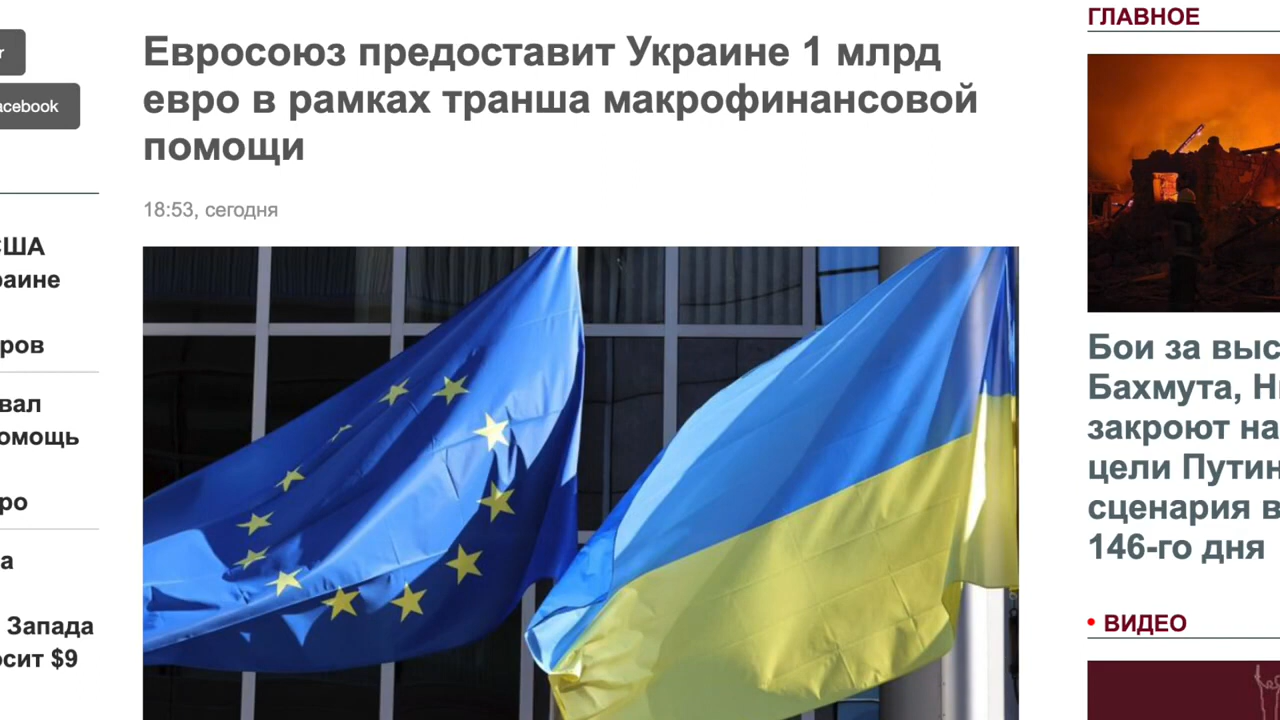 ГЛАВНОЕ
Евросоюз предоставит Украине 1 млрд
евро в рамках транша макрофинансовой
помощи
18:53, сегодня
r
acebook
США
раине
ров
вал
омощь
ро
а
Запада
осит $9
Бои за выс
Бахмута, Н
закроют на
цели Путин
сценария в
146-го дня
• ВИДЕО